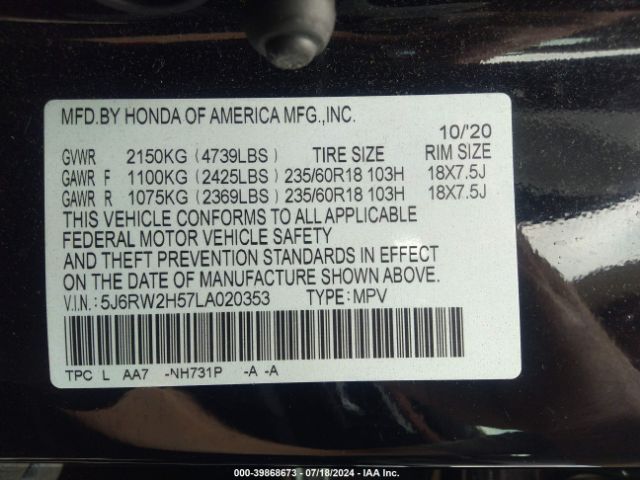 MFD.BY HONDA OF AMERICA MFG.,INC.
10/'20
GVWR 2150KG (4739LBS) TIRE SIZE RIM SIZE
GAWR F 1100KG (2425LBS) 235/60R18 103H 18X7.5J
GAWR R 1075KG (2369LBS) 235/60R18 103H 18X7.5J
THIS VEHICLE CONFORMS TO ALL APPLICABLE
FEDERAL MOTOR VEHICLE SAFETY
AND THEFT PREVENTION STANDARDS IN EFFECT
ON THE DATE OF MANUFACTURE SHOWN ABOVE.
V.I.N.: 5J6RW2H57LA020353 TYPE: MPV
TPC L AA7 -NH731P -A -A
000-39868673 - 07/18/2024 - IAA Inc.